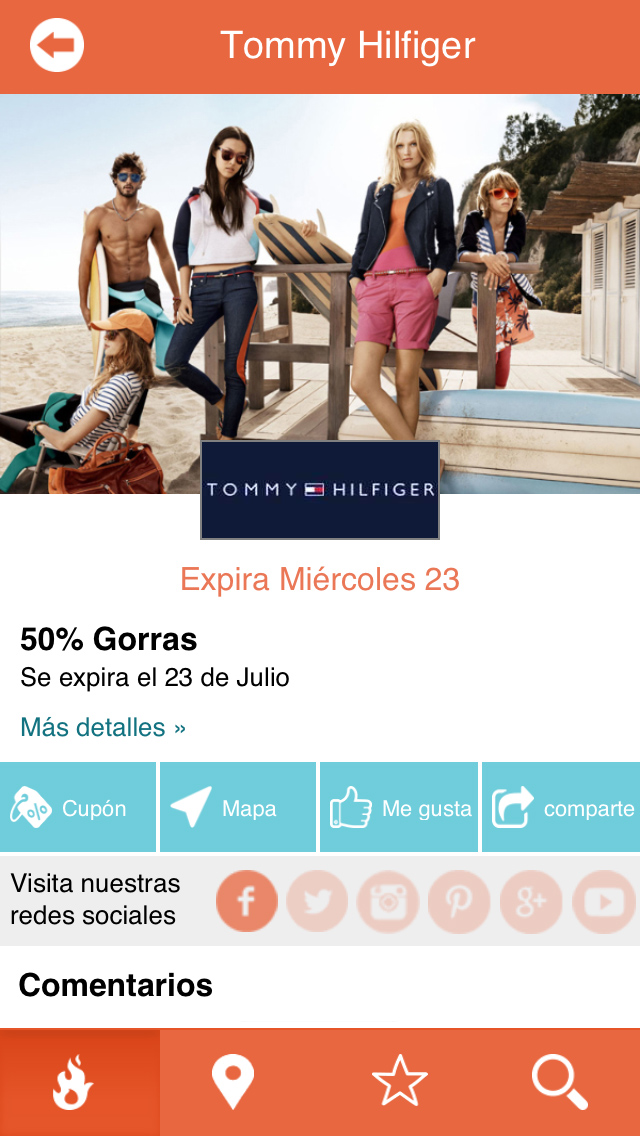 Tommy Hilfiger
TOMMY HILFIGER
Expira Miércoles 23
50% Gorras
Se expira el 23 de Julio
Más detalles »
% Cupón
Mapa
Me gusta
comparte
Visita nuestras
redes sociales
f
g+
Comentarios